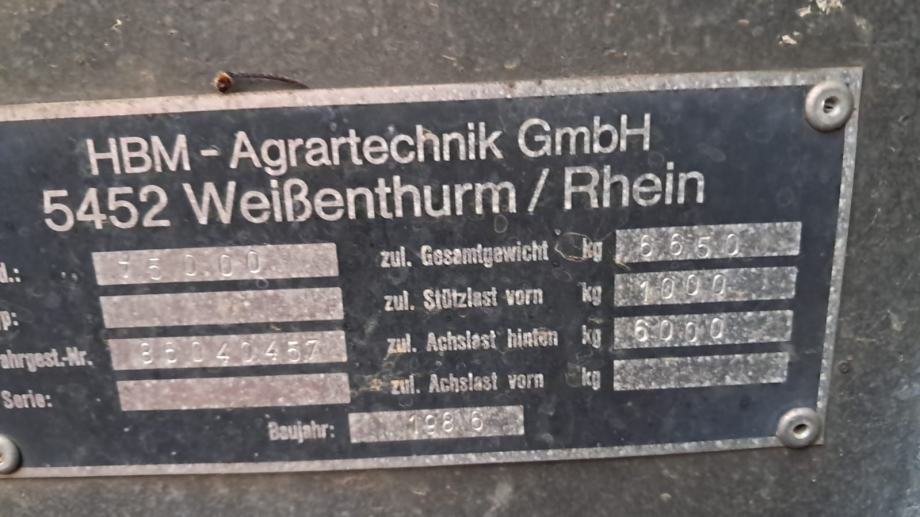 HBM - Agrartechnik GmbH
5452 Weißenthurm / Rhein
d.: 750.00 zul. Gesamtgewicht kg 6650
yp: zul. Stützlast vorn kg 1000
ahrgest.-Nr. 86040457 zul. Achslast hinten kg 6000
Serie: zul. Achslast vorn kg
Baujahr: 1986